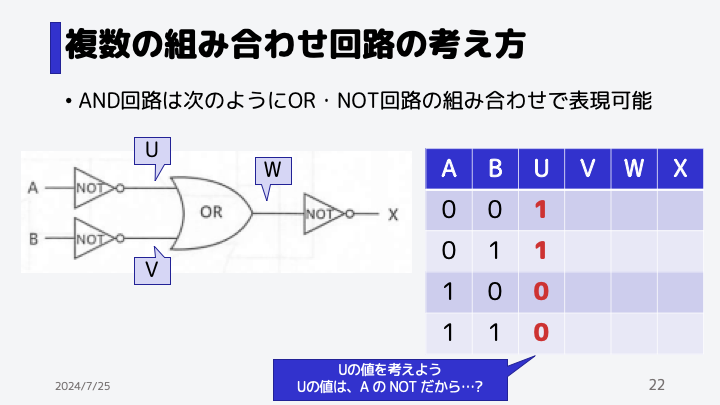 複数の組み合わせ回路の考え方
• AND回路は次のようにOR・NOT回路の組み合わせで表現可能
U
W
A
NOT
OR
NOT
X
B
NOT
V
A B U V W X
0 0 1
0 1 1
1 0 0
1 1 0
Uの値を考えよう
Uの値は、A の NOT だから…?
2024/7/25
22